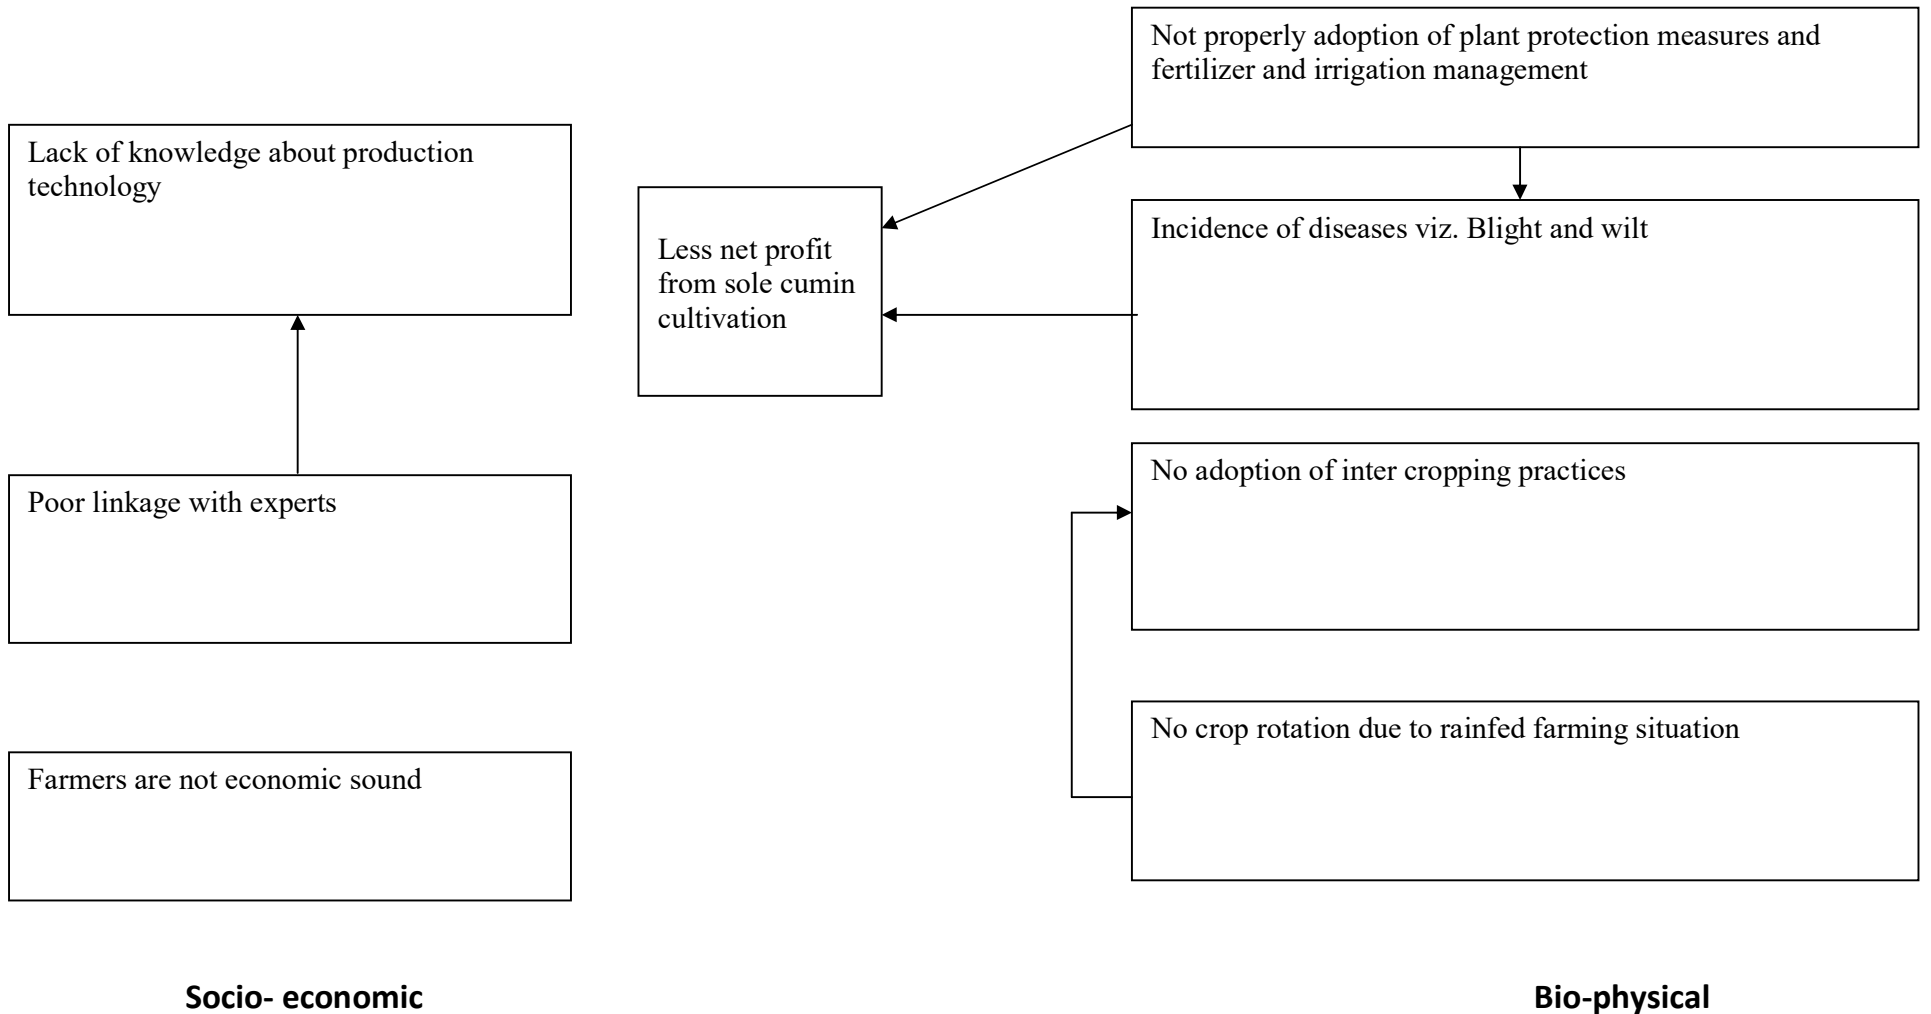 Not properly adoption of plant protection measures and
fertilizer and irrigation management
Lack of knowledge about production
technology
Less net profit
from sole cumin
cultivation
Incidence of diseases viz. Blight and wilt
No adoption of inter cropping practices
Poor linkage with experts
No crop rotation due to rainfed farming situation
Farmers are not economic sound
Socio- economic
Bio-physical